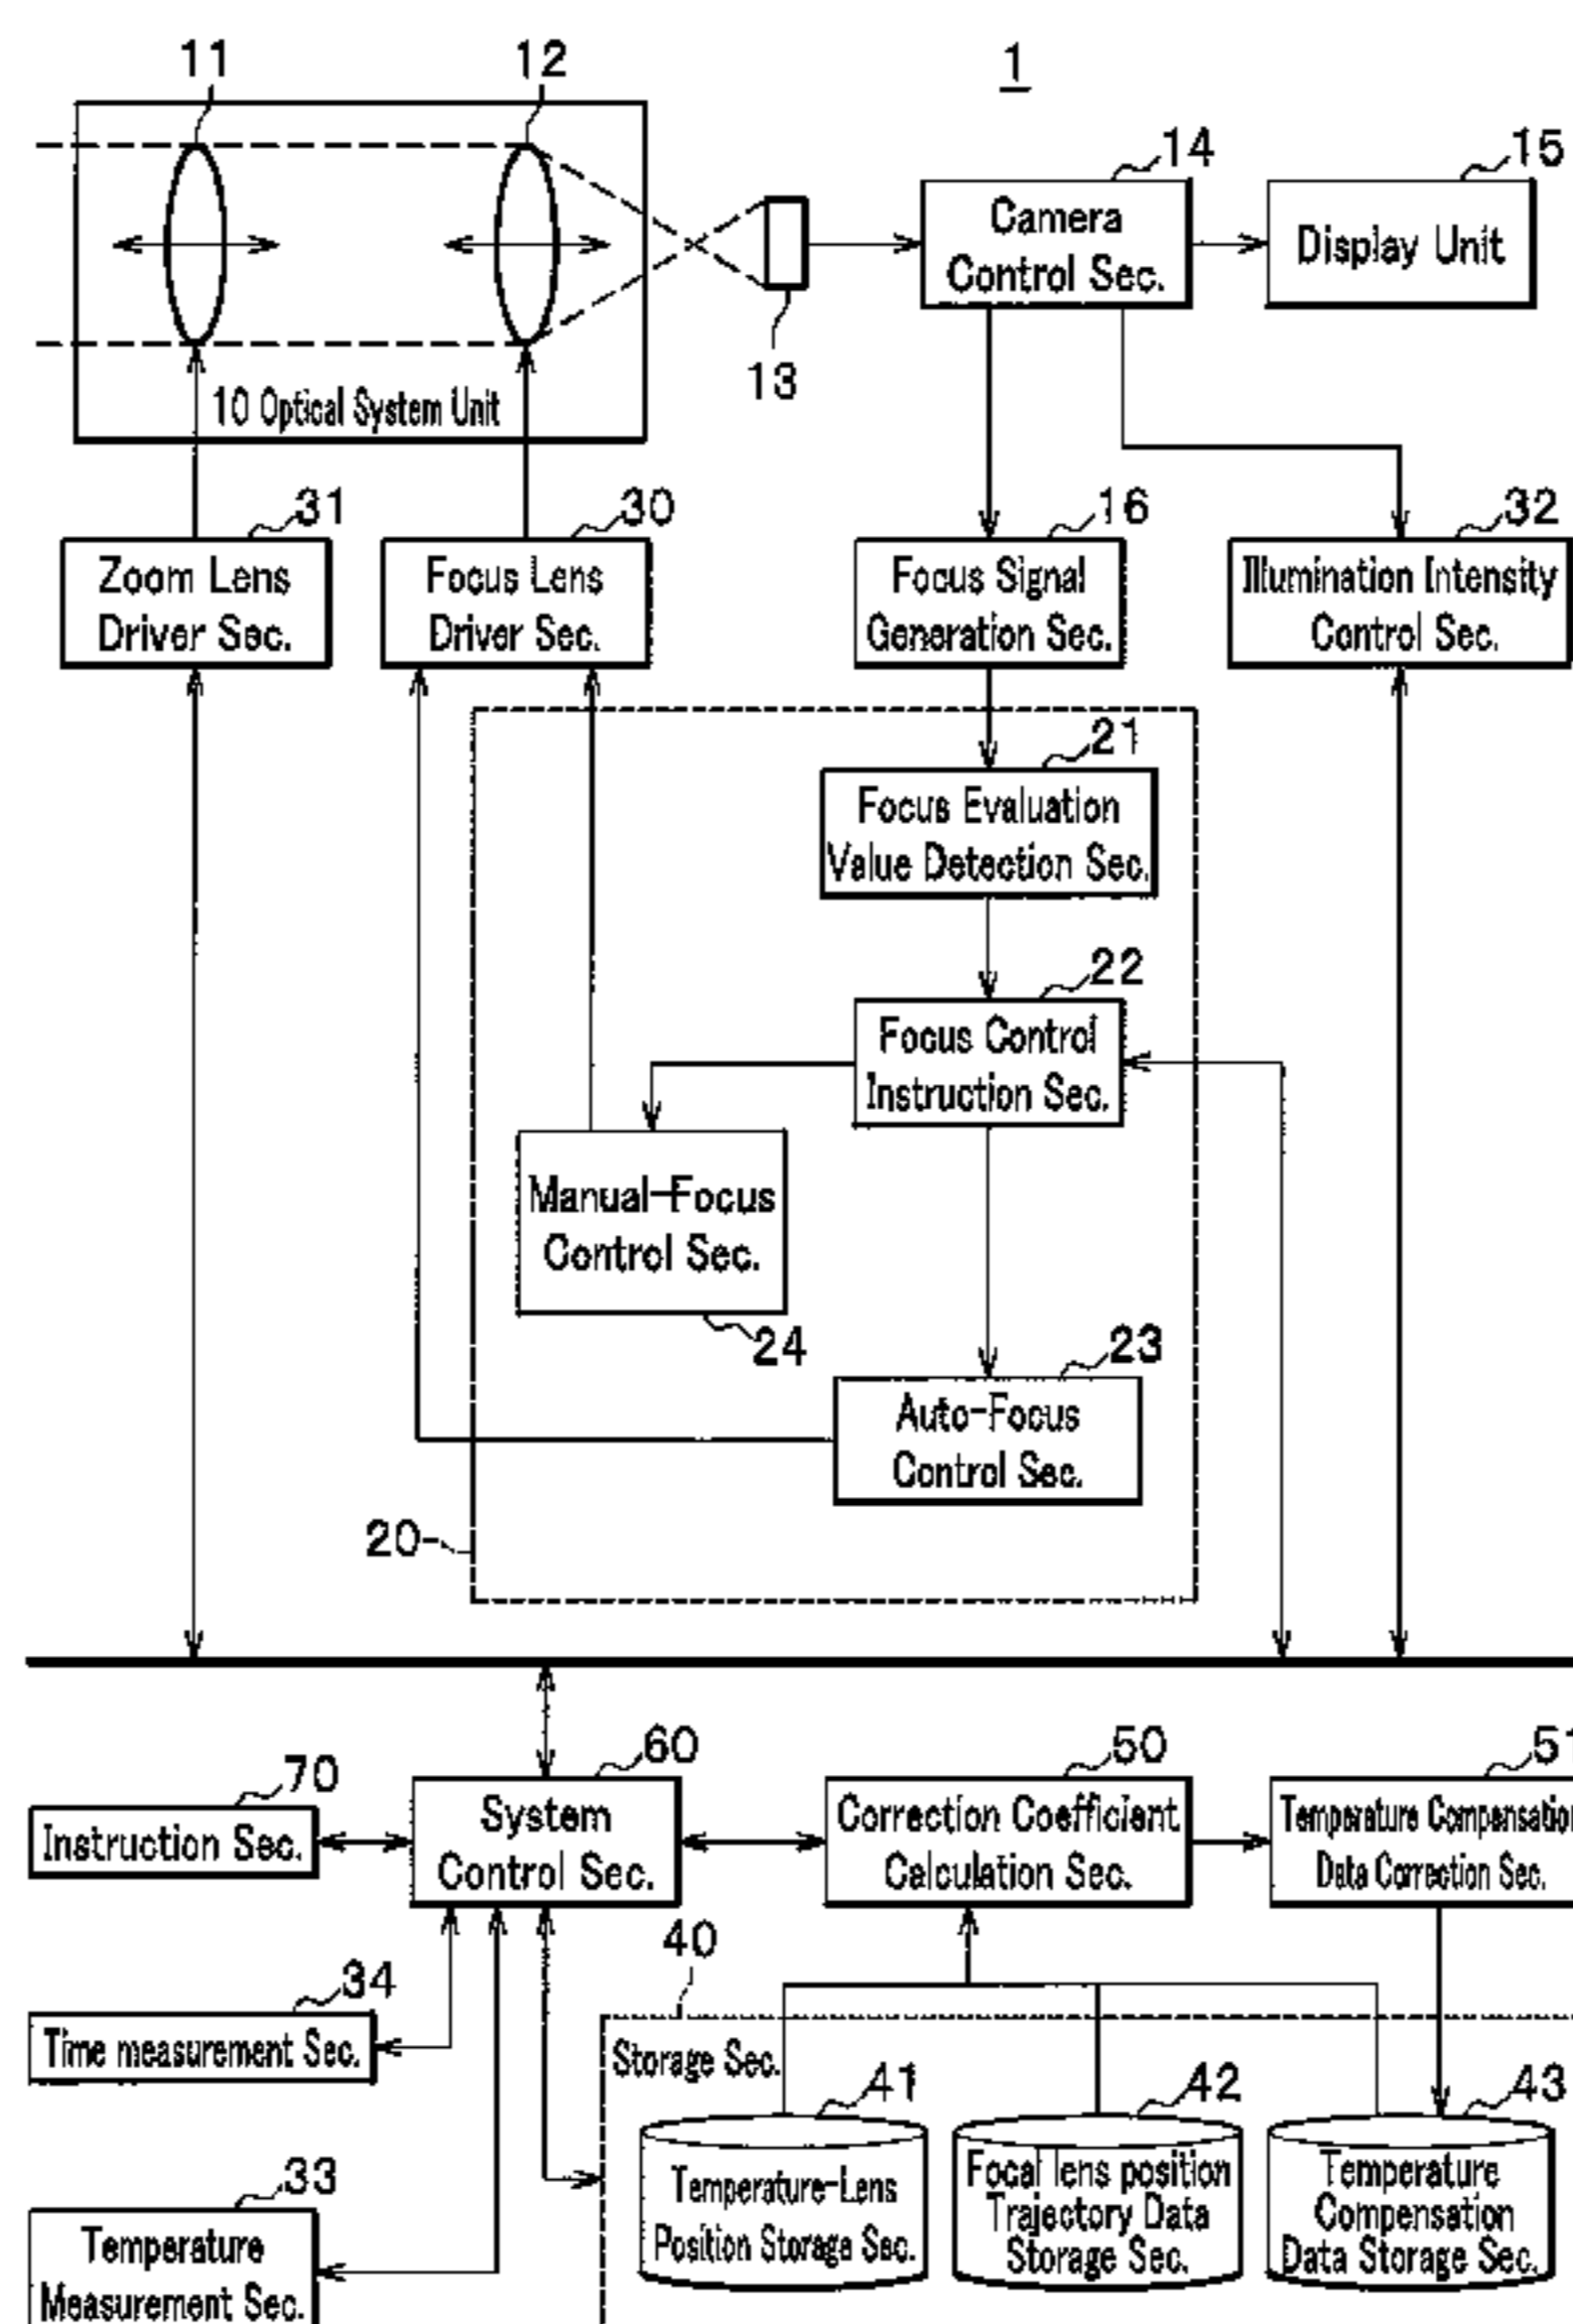 11
12
1
14
15
Camera
Control Sec.
Display Unit
13
10 Optical System Unit
31
30
16
32
Zoom Lens
Driver Sec.
Focus Lens
Driver Sec.
Focus Signal
Generation Sec.
Illumination Intensity
Control Sec.
21
Focus Evaluation
Value Detection Sec.
22
Focus Control
Instruction Sec.
Manual-Focus
Control Sec.
24
23
Auto-Focus
Control Sec.
20
60
50
51
70
Instruction Sec.
System
Control Sec.
Correction Coefficient
Calculation Sec.
Temperature Compensation
Data Correction Sec.
40
34
Time measurement Sec.
Storage Sec.
41
42
43
Temperature-Lens
Position Storage Sec.
Focal lens position
Trajectory Data
Storage Sec.
Temperature
Compensation
Data Storage Sec.
33
Temperature
Measurement Sec.